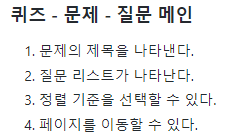 퀴즈 - 문제 - 질문 메인
1. 문제의 제목을 나타낸다.
2. 질문 리스트가 나타난다.
3. 정렬 기준을 선택할 수 있다.
4. 페이지를 이동할 수 있다.